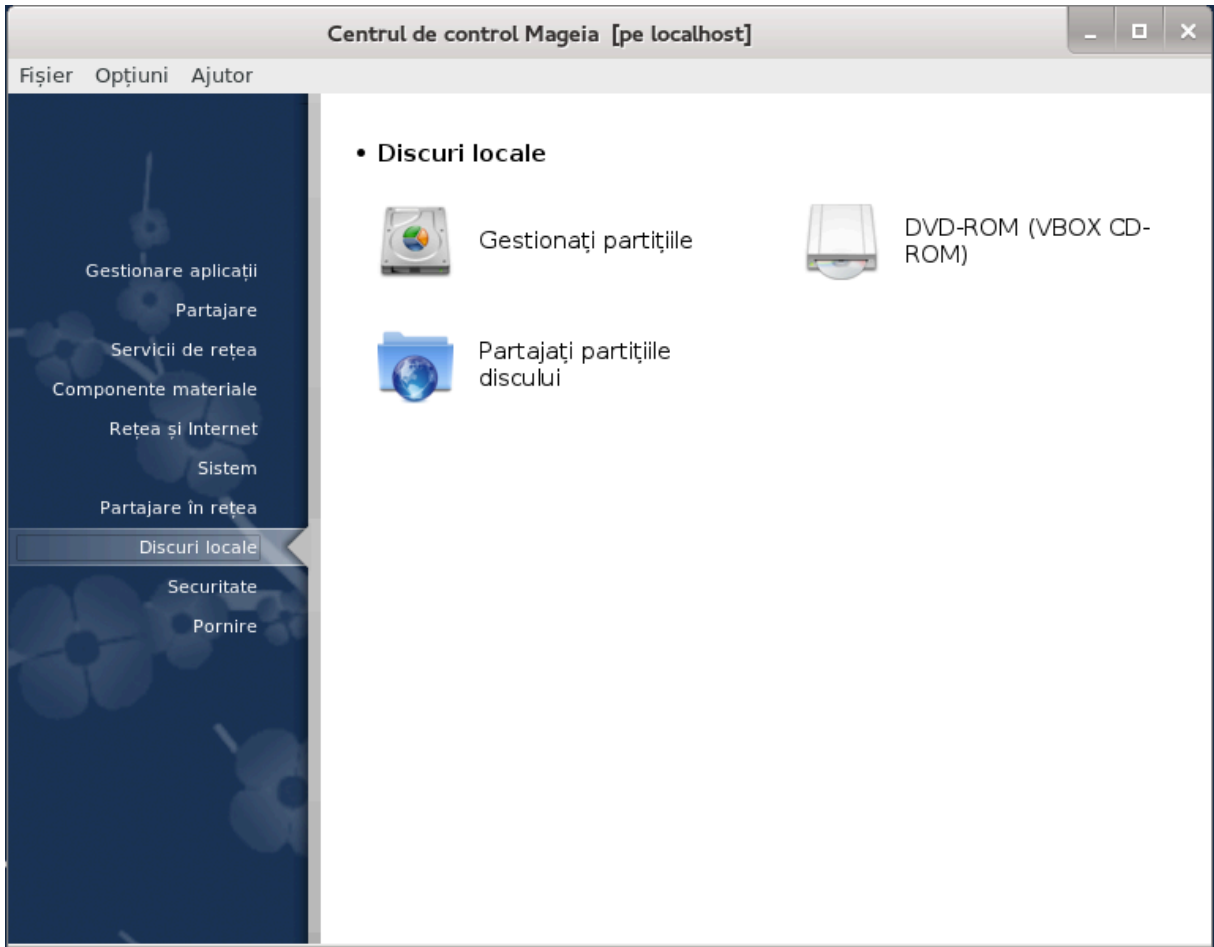 Centrul de control Mageia [pe localhost]
Fișier Opțiuni Ajutor
Gestionare aplicații
Partajare
Servicii de rețea
Componente materiale
Rețea și Internet
Sistem
Partajare în rețea
Discuri locale
Securitate
Pornire
• Discuri locale
Gestionați partițiile
DVD-ROM (VBOX CD-
ROM)
Partajați partițiile
discului